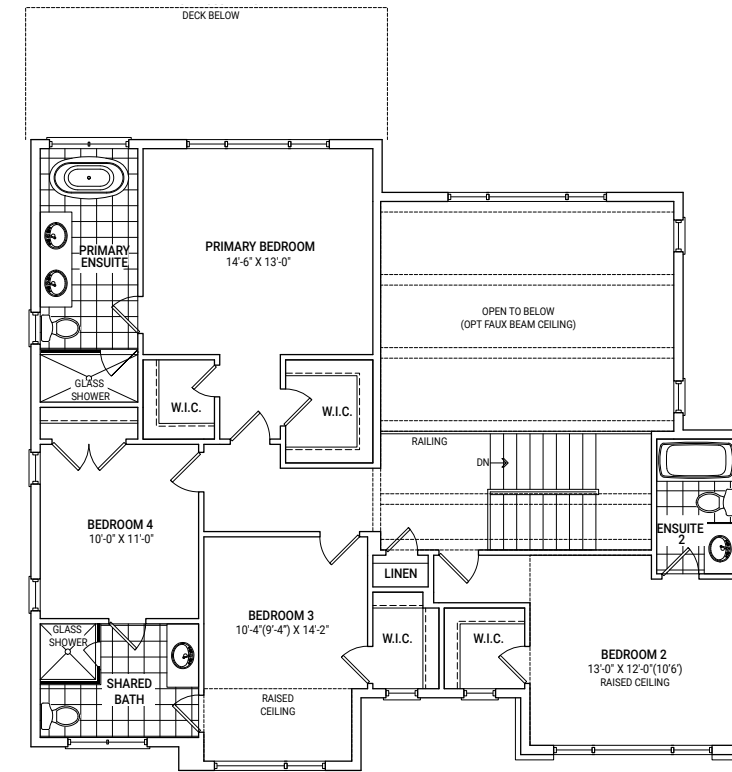 DECK BELOW
PRIMARY BEDROOM
14'-6" X 13'-0"
PRIMARY
ENSUITE
OPEN TO BELOW
(OPT FAUX BEAM CEILING)
GLASS
SHOWER
W.I.C.
W.I.C.
RAILING
DN
BEDROOM 4
10'-0" X 11'-0"
ENSUITE
2
LINEN
BEDROOM 3
10'-4"(9'-4") X 14'-2"
GLASS
SHOWER
W.I.C.
W.I.C.
BEDROOM 2
13'-0" X 12'-0"(10'6')
RAISED CEILING
SHARED
BATH
RAISED
CEILING